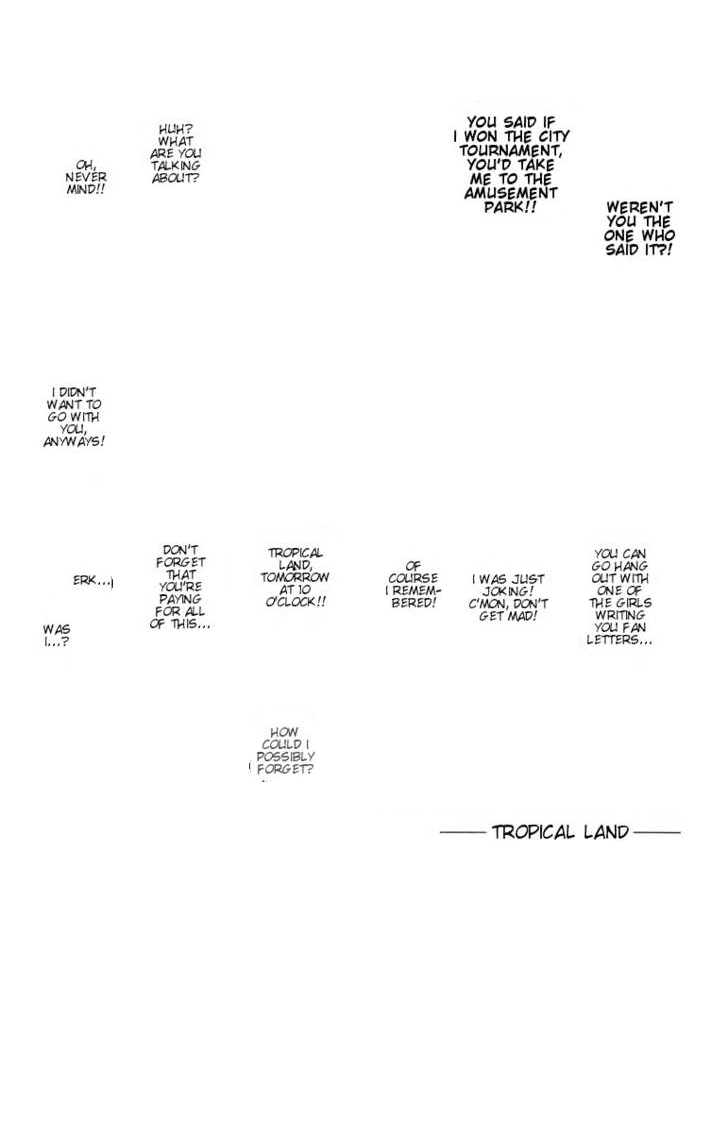 WEREN'T
YOU THE
ONE WHO
SAID IT?!
YOU SAID IF
I WON THE CITY
TOURNAMENT,
YOU'D TAKE
ME TO THE
AMUSEMENT
PARK!!
HUH?
WHAT
ARE YOU
TALKING
ABOUT?
OH,
NEVER
MIND!!
I DIDN'T
WANT TO
GO WITH
YOU,
ANYWAYS!
YOU CAN
GO HANG
OUT WITH
ONE OF
THE GIRLS
WRITING
YOU FAN
LETTERS...
I WAS JUST
JOKING!
C'MON, DON'T
GET MAD!
OF
COURSE
I REMEM-
BERED!
TROPICAL
LAND,
TOMORROW
AT 10
O'CLOCK!!
DON'T
FORGET
THAT
YOU'RE
PAYING
FOR ALL
OF THIS...
ERK...
WAS
I...?
HOW
COULD I
POSSIBLY
FORGET?
TROPICAL LAND